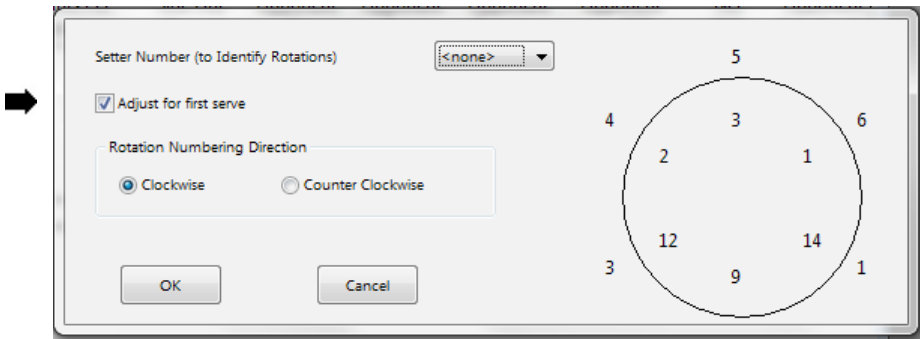 Setter Number (to Identify Rotations)
<none>
Adjust for first serve
Rotation Numbering Direction
Clockwise
Counter Clockwise
OK
Cancel
5
4
3
6
2
1
12
14
3
9
1